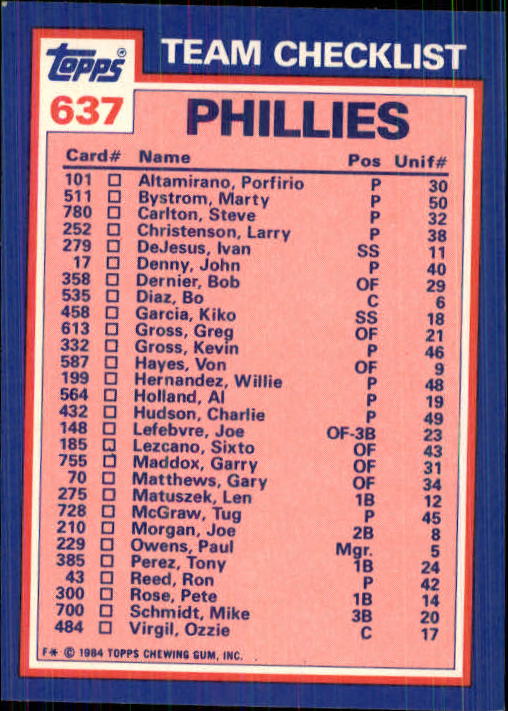 topps® TEAM CHECKLIST
637 PHILLIES
Card# Name Pos Unif#
101 □ Altamirano, Porfirio P 30
511 □ Bystrom, Marty P 50
780 □ Carlton, Steve P 32
252 □ Christenson, Larry P 38
279 □ DeJesus, Ivan SS 11
17 □ Denny, John P 40
358 □ Dernier, Bob OF 29
535 □ Diaz, Bo C 6
458 □ Garcia, Kiko SS 18
613 □ Gross, Greg OF 21
332 □ Gross, Kevin P 46
587 □ Hayes, Von OF 9
199 □ Hernandez, Willie P 48
564 □ Holland, Al P 19
432 □ Hudson, Charlie P 49
148 □ Lefebvre, Joe OF-3B 23
185 □ Lezcano, Sixto OF 43
755 □ Maddox, Garry OF 31
70 □ Matthews, Gary OF 34
275 □ Matuszek, Len 1B 12
728 □ McGraw, Tug P 45
210 □ Morgan, Joe 2B 8
229 □ Owens, Paul Mgr. 5
385 □ Perez, Tony 1B 24
43 □ Reed, Ron P 42
300 □ Rose, Pete 1B 14
700 □ Schmidt, Mike 3B 20
484 □ Virgil, Ozzie C 17
F* © 1984 TOPPS CHEWING GUM, INC.